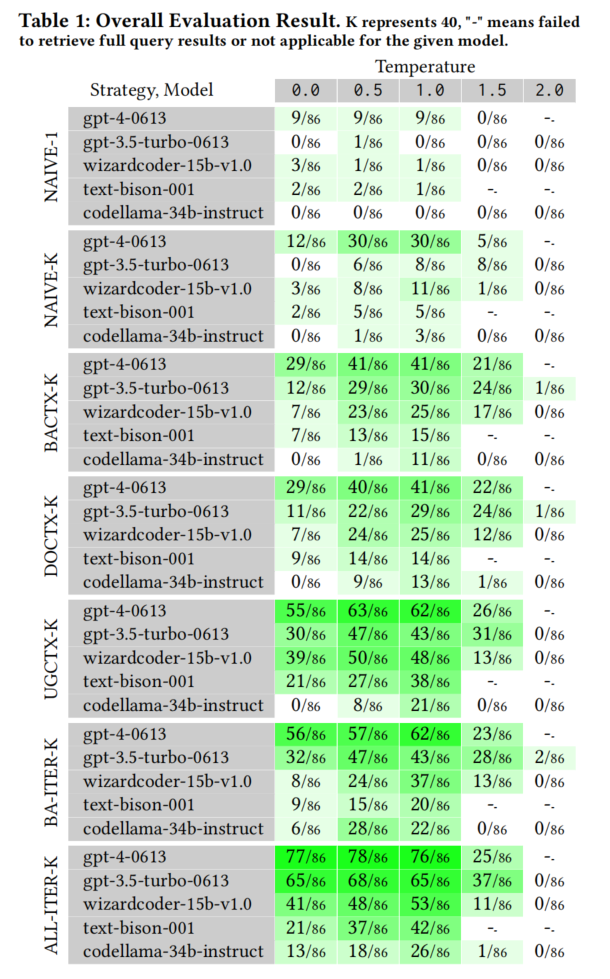 Table 1: Overall Evaluation Result. K represents 40, "-" means failed
to retrieve full query results or not applicable for the given model.
Temperature
Strategy, Model 0.0 0.5 1.0 1.5 2.0
NAIVE-1
gpt-4-0613 9/86 9/86 9/86 0/86 -.
gpt-3.5-turbo-0613 0/86 1/86 0/86 0/86 0/86
wizardcoder-15b-v1.0 3/86 1/86 1/86 0/86 0/86
text-bison-001 2/86 2/86 1/86 -. -.
codellama-34b-instruct 0/86 0/86 0/86 0/86 0/86
NAIVE-K
gpt-4-0613 12/86 30/86 30/86 5/86 -.
gpt-3.5-turbo-0613 0/86 6/86 8/86 8/86 0/86
wizardcoder-15b-v1.0 3/86 8/86 11/86 1/86 0/86
text-bison-001 2/86 5/86 5/86 -. -.
codellama-34b-instruct 0/86 1/86 3/86 0/86 0/86
BACTX-K
gpt-4-0613 29/86 41/86 41/86 21/86 -.
gpt-3.5-turbo-0613 12/86 29/86 30/86 24/86 1/86
wizardcoder-15b-v1.0 7/86 23/86 25/86 17/86 0/86
text-bison-001 7/86 13/86 15/86 -. -.
codellama-34b-instruct 0/86 1/86 11/86 0/86 0/86
DOCTX-K
gpt-4-0613 29/86 40/86 41/86 22/86 -.
gpt-3.5-turbo-0613 11/86 22/86 29/86 24/86 1/86
wizardcoder-15b-v1.0 7/86 24/86 25/86 12/86 0/86
text-bison-001 9/86 14/86 14/86 -. -.
codellama-34b-instruct 0/86 9/86 13/86 1/86 0/86
UGCTX-K
gpt-4-0613 55/86 63/86 62/86 26/86 -.
gpt-3.5-turbo-0613 30/86 47/86 43/86 31/86 0/86
wizardcoder-15b-v1.0 39/86 50/86 48/86 13/86 0/86
text-bison-001 21/86 27/86 38/86 -. -.
codellama-34b-instruct 0/86 8/86 21/86 0/86 0/86
BA-ITER-K
gpt-4-0613 56/86 57/86 62/86 23/86 -.
gpt-3.5-turbo-0613 32/86 47/86 43/86 28/86 2/86
wizardcoder-15b-v1.0 8/86 24/86 37/86 13/86 0/86
text-bison-001 9/86 15/86 20/86 -. -.
codellama-34b-instruct 6/86 28/86 22/86 0/86 0/86
ALL-ITER-K
gpt-4-0613 77/86 78/86 76/86 25/86 -.
gpt-3.5-turbo-0613 65/86 68/86 65/86 37/86 0/86
wizardcoder-15b-v1.0 41/86 48/86 53/86 11/86 0/86
text-bison-001 21/86 37/86 42/86 -. -.
codellama-34b-instruct 13/86 18/86 26/86 1/86 0/86